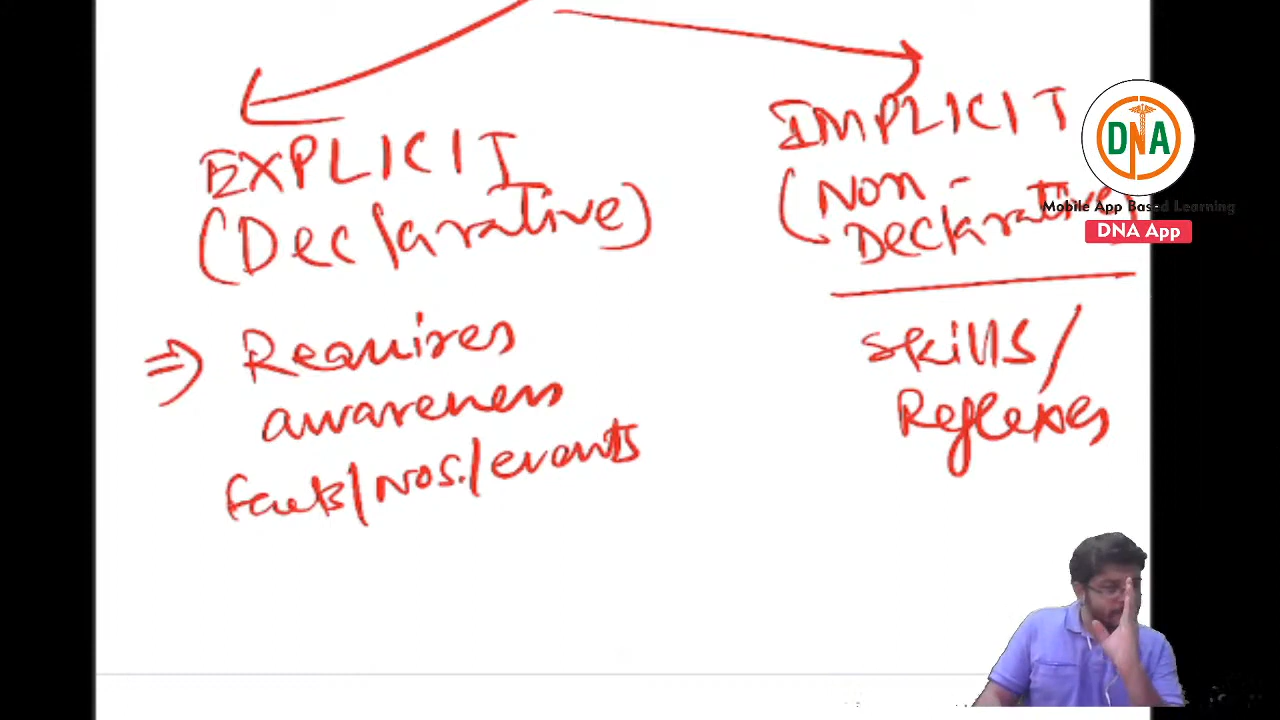 EXPLICIT
(Declarative)
⇒ Requires
awareness
facts/Nos./events
IMPLICIT
(Non-
Declarative)
skills/
Reflexes
DNA
Mobile App Based Learning
DNA App